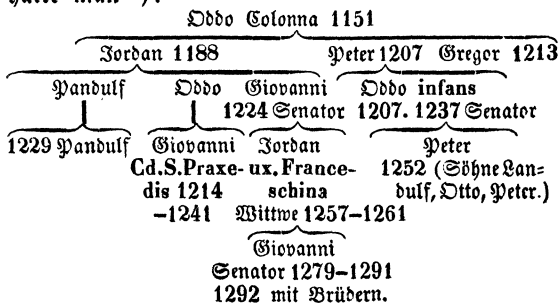 Oddo Colonna 1151
Jordan 1188 Peter 1207 Gregor 1213
Pandulf Oddo Giovanni Oddo infans
1224 Senator 1207. 1237 Senator
1229 Pandulf Giovanni Jordan Peter
Cd. S. Praxe- ux. France- 1252 (Söhne Lan-
dis 1214 schina dulf, Otto, Peter.)
–1241 Wittwe 1257–1261
Giovanni
Senator 1279–1291
1292 mit Brüdern.